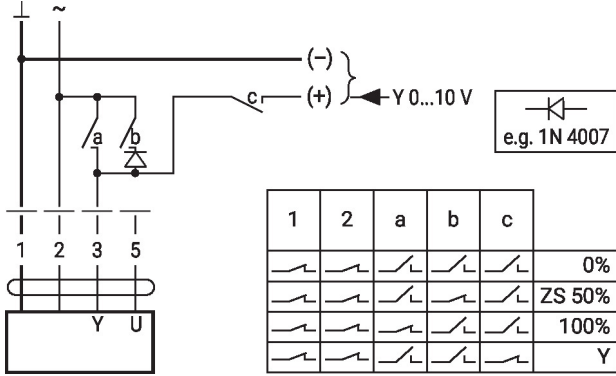 ⊥ ~
(−)
c (+) Y 0...10 V
a b
e.g. 1N 4007
1 2 3 5
Y U
1 2 a b c
0%
ZS 50%
100%
Y